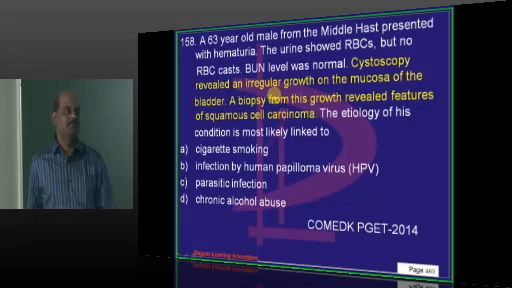 158. A 63 year old male from the Middle Hast presented
with hematuria. The urine showed RBCs, but no
RBC casts. BUN level was normal. Cystoscopy
revealed an irregular growth on the mucosa of the
bladder. A biopsy from this growth revealed features
of squamous cell carcinoma. The etiology of his
condition is most likely linked to
a) cigarette smoking
b) infection by human papilloma virus (HPV)
c) parasitic infection
d) chronic alcohol abuse
COMEDK PGET-2014
Page 460